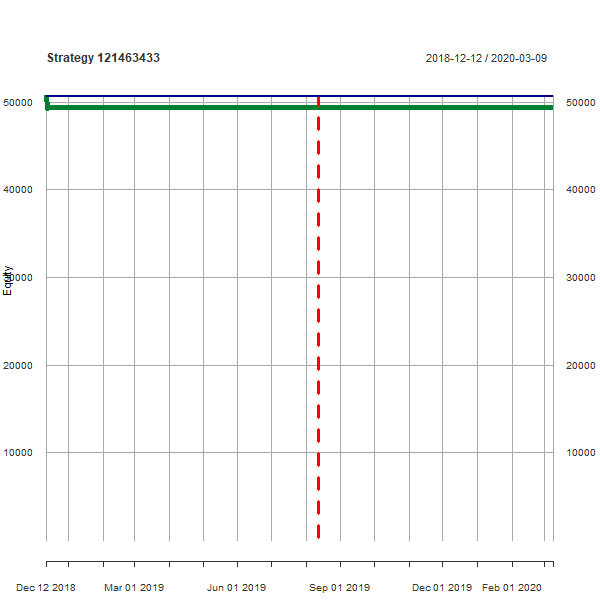 Strategy 121463433
2018-12-12 / 2020-03-09
50000 50000
40000 40000
30000 30000
20000 20000
10000 10000
Equity
Dec 12 2018 Mar 01 2019 Jun 01 2019 Sep 01 2019 Dec 01 2019 Feb 01 2020